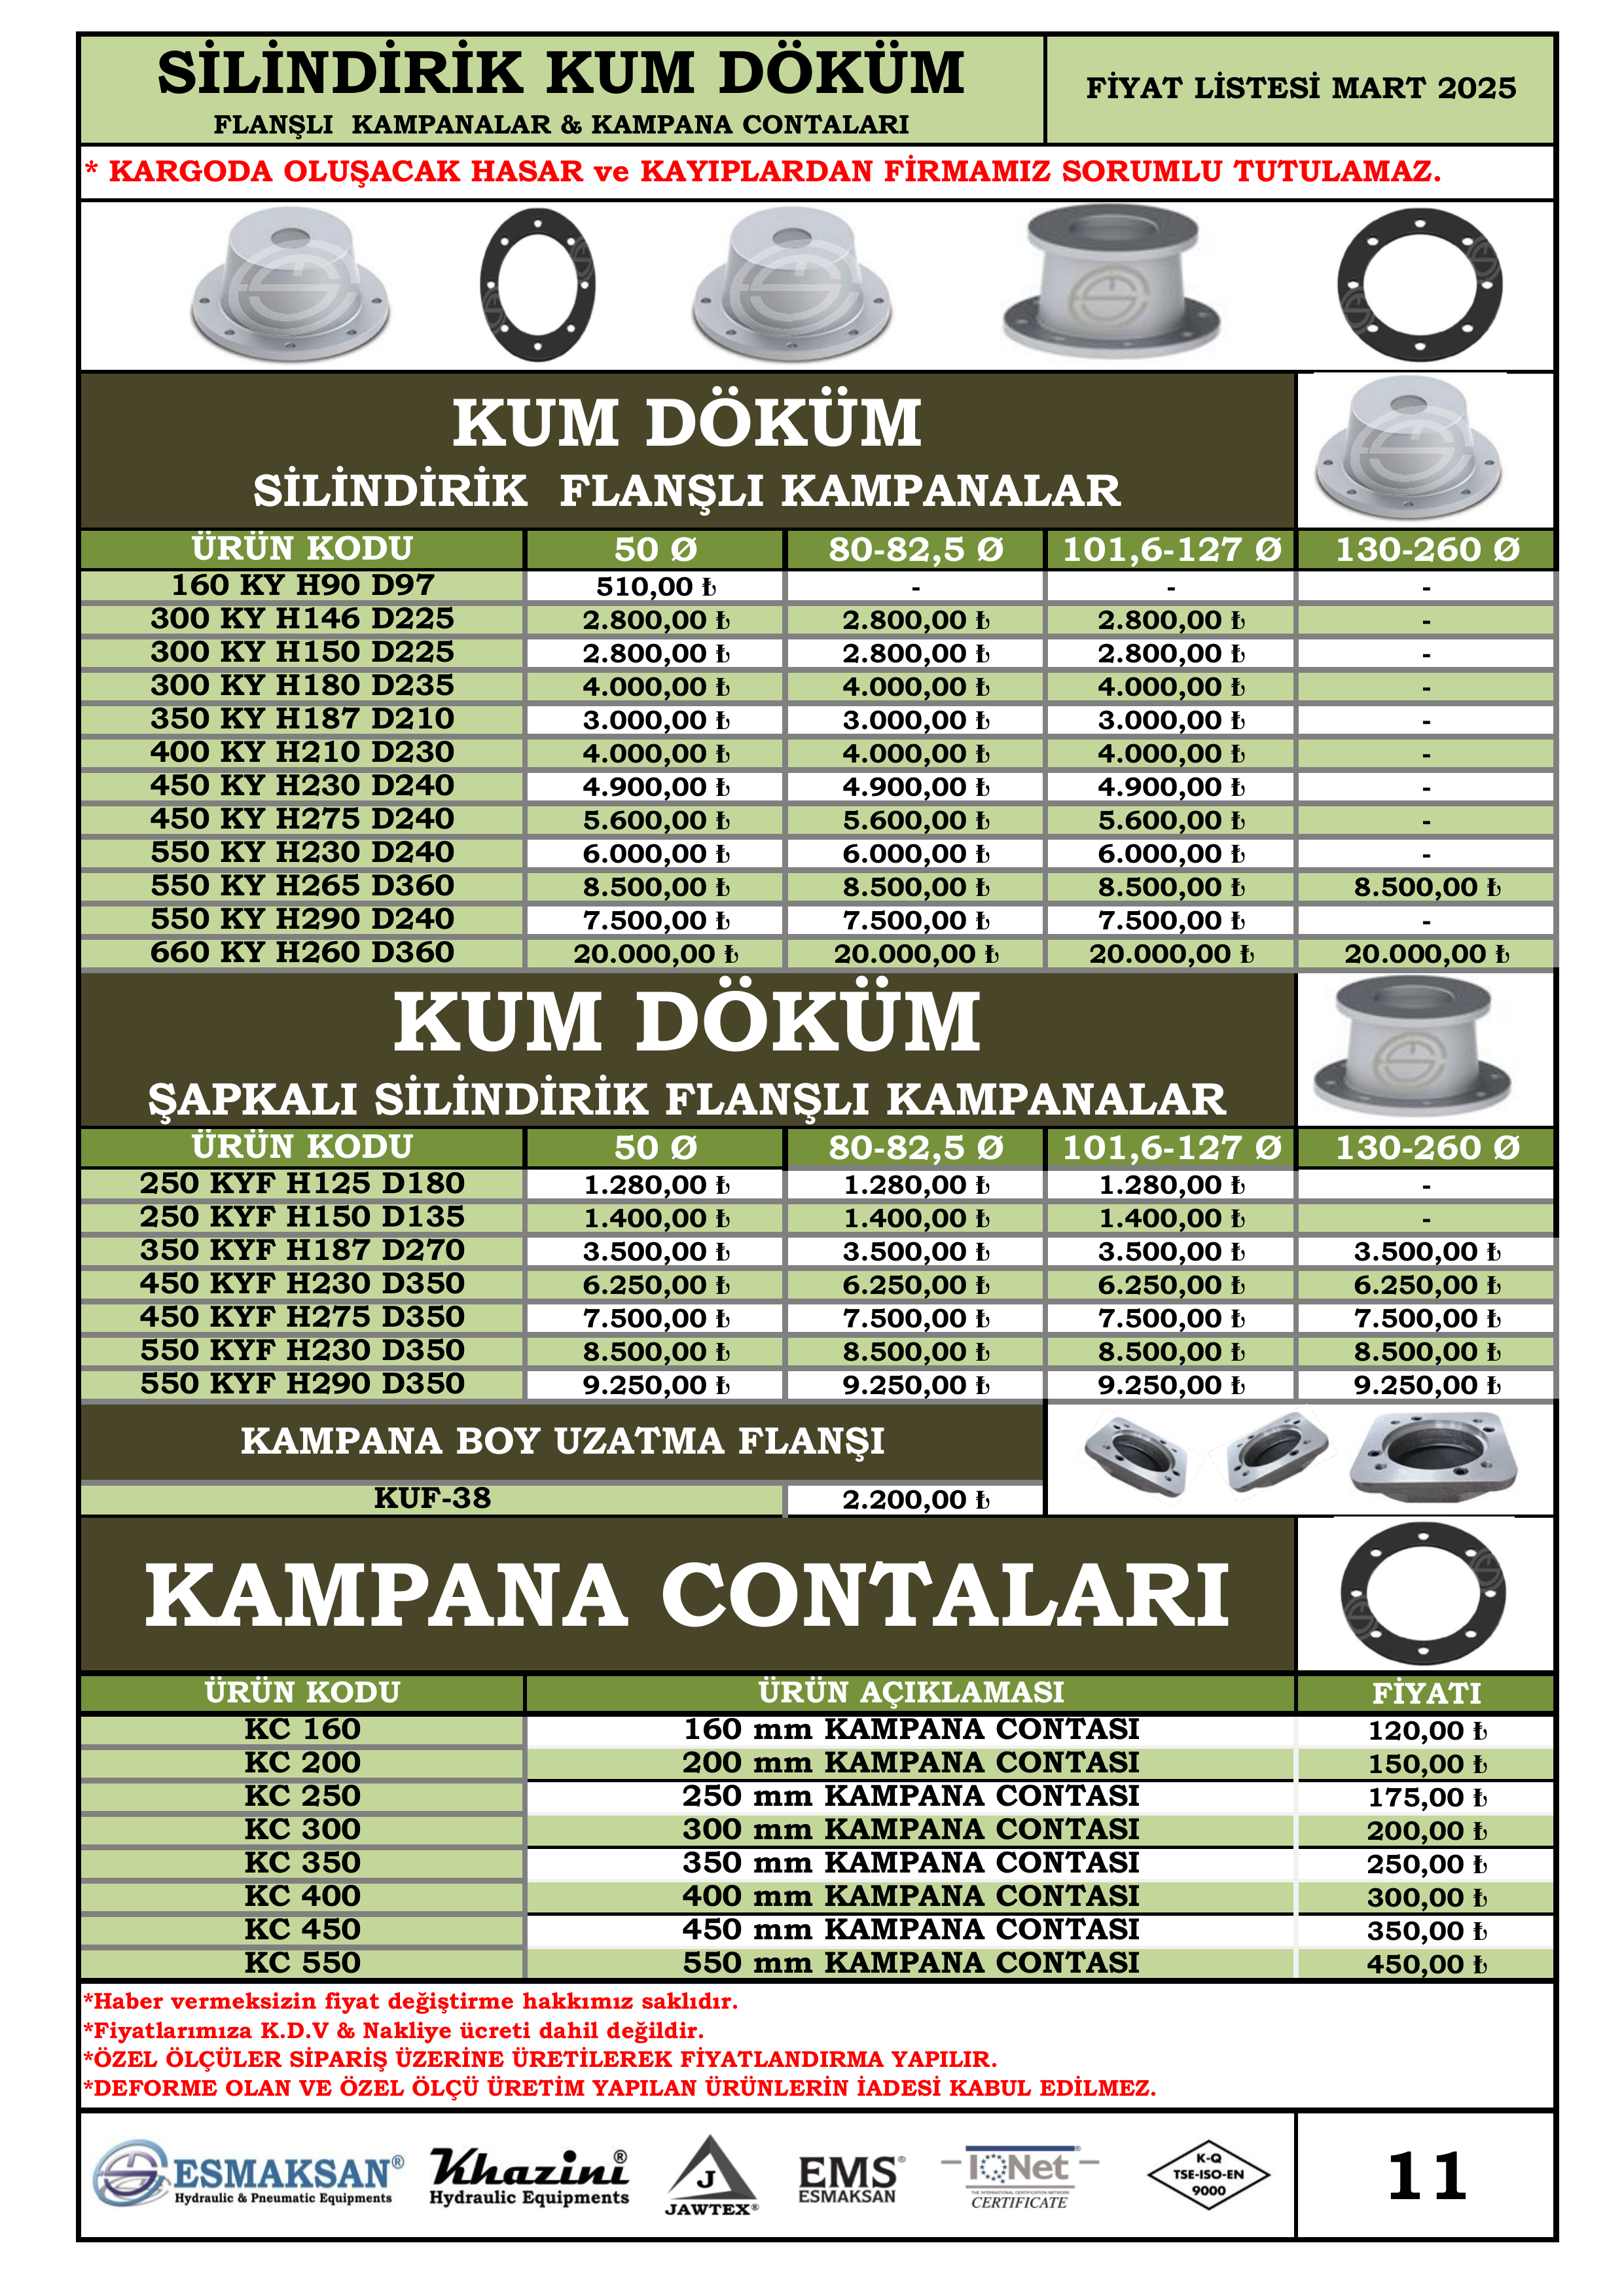 SİLİNDİRİK KUM DÖKÜM
FLANŞLI KAMPANALAR & KAMPANA CONTALARI
FİYAT LİSTESİ MART 2025
* KARGODA OLUŞACAK HASAR ve KAYIPLARDAN FİRMAMIZ SORUMLU TUTULAMAZ.
KUM DÖKÜM
SİLİNDİRİK FLANŞLI KAMPANALAR
ÜRÜN KODU 50 Ø 80-82,5 Ø 101,6-127 Ø 130-260 Ø
160 KY H90 D97 510,00 ₺ - - -
300 KY H146 D225 2.800,00 ₺ 2.800,00 ₺ 2.800,00 ₺ -
300 KY H150 D225 2.800,00 ₺ 2.800,00 ₺ 2.800,00 ₺ -
300 KY H180 D235 4.000,00 ₺ 4.000,00 ₺ 4.000,00 ₺ -
350 KY H187 D210 3.000,00 ₺ 3.000,00 ₺ 3.000,00 ₺ -
400 KY H210 D230 4.000,00 ₺ 4.000,00 ₺ 4.000,00 ₺ -
450 KY H230 D240 4.900,00 ₺ 4.900,00 ₺ 4.900,00 ₺ -
450 KY H275 D240 5.600,00 ₺ 5.600,00 ₺ 5.600,00 ₺ -
550 KY H230 D240 6.000,00 ₺ 6.000,00 ₺ 6.000,00 ₺ -
550 KY H265 D360 8.500,00 ₺ 8.500,00 ₺ 8.500,00 ₺ 8.500,00 ₺
550 KY H290 D240 7.500,00 ₺ 7.500,00 ₺ 7.500,00 ₺ -
660 KY H260 D360 20.000,00 ₺ 20.000,00 ₺ 20.000,00 ₺ 20.000,00 ₺
KUM DÖKÜM
ŞAPKALI SİLİNDİRİK FLANŞLI KAMPANALAR
ÜRÜN KODU 50 Ø 80-82,5 Ø 101,6-127 Ø 130-260 Ø
250 KYF H125 D180 1.280,00 ₺ 1.280,00 ₺ 1.280,00 ₺ -
250 KYF H150 D135 1.400,00 ₺ 1.400,00 ₺ 1.400,00 ₺ -
350 KYF H187 D270 3.500,00 ₺ 3.500,00 ₺ 3.500,00 ₺ 3.500,00 ₺
450 KYF H230 D350 6.250,00 ₺ 6.250,00 ₺ 6.250,00 ₺ 6.250,00 ₺
450 KYF H275 D350 7.500,00 ₺ 7.500,00 ₺ 7.500,00 ₺ 7.500,00 ₺
550 KYF H230 D350 8.500,00 ₺ 8.500,00 ₺ 8.500,00 ₺ 8.500,00 ₺
550 KYF H290 D350 9.250,00 ₺ 9.250,00 ₺ 9.250,00 ₺ 9.250,00 ₺
KAMPANA BOY UZATMA FLANŞI
KUF-38 2.200,00 ₺
KAMPANA CONTALARI
ÜRÜN KODU ÜRÜN AÇIKLAMASI FİYATI
KC 160 160 mm KAMPANA CONTASI 120,00 ₺
KC 200 200 mm KAMPANA CONTASI 150,00 ₺
KC 250 250 mm KAMPANA CONTASI 175,00 ₺
KC 300 300 mm KAMPANA CONTASI 200,00 ₺
KC 350 350 mm KAMPANA CONTASI 250,00 ₺
KC 400 400 mm KAMPANA CONTASI 300,00 ₺
KC 450 450 mm KAMPANA CONTASI 350,00 ₺
KC 550 550 mm KAMPANA CONTASI 450,00 ₺
*Haber vermeksizin fiyat değiştirme hakkımız saklıdır.
*Fiyatlarımıza K.D.V & Nakliye ücreti dahil değildir.
*ÖZEL ÖLÇÜLER SİPARİŞ ÜZERİNE ÜRETİLEREK FİYATLANDIRMA YAPILIR.
*DEFORME OLAN VE ÖZEL ÖLÇÜ ÜRETİM YAPILAN ÜRÜNLERİN İADESİ KABUL EDİLMEZ.
ESMAKSAN®
Hydraulic & Pneumatic Equipments
Khazini®
Hydraulic Equipments
J
JAWTEX®
EMS®
ESMAKSAN
IQNet®
THE INTERNATIONAL CERTIFICATION NETWORK
CERTIFICATE
K-Q
TSE-ISO-EN
9000
11